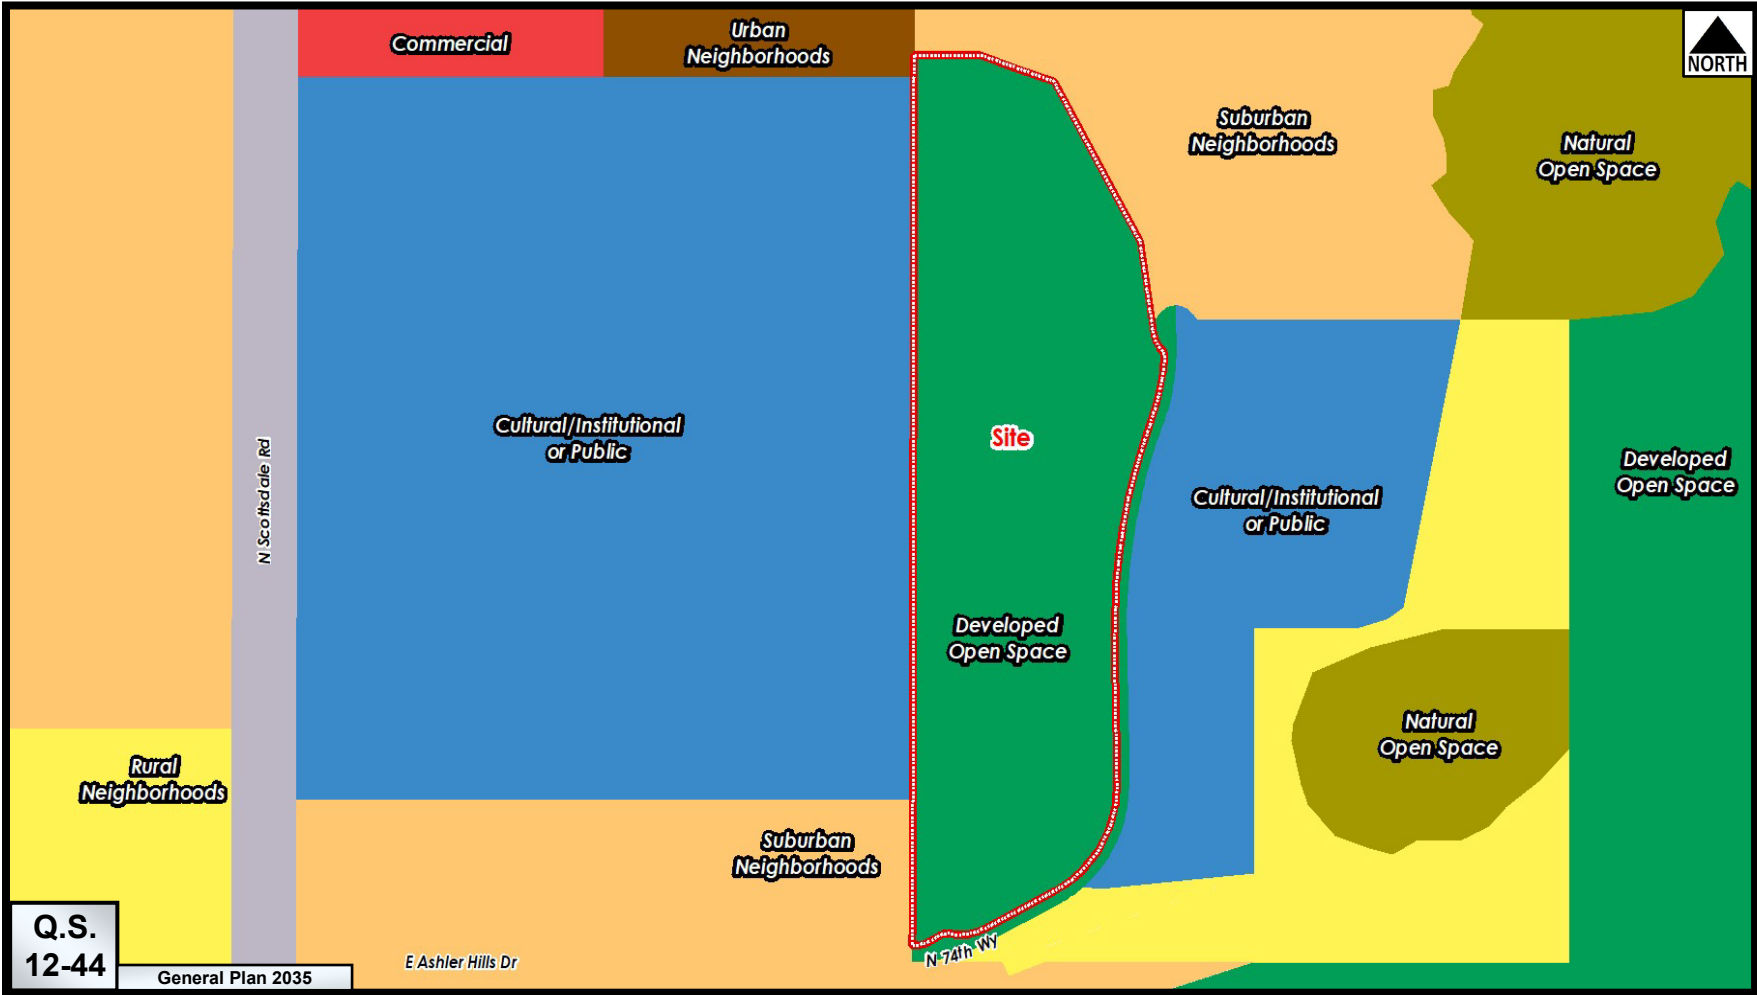 Commercial
Urban
Neighborhoods
NORTH
Suburban
Neighborhoods
Natural
Open Space
Cultural/Institutional
or Public
Site
N Scottsdale Rd
Developed
Open Space
Cultural/Institutional
or Public
Developed
Open Space
Natural
Open Space
Rural
Neighborhoods
Suburban
Neighborhoods
Q.S.
12-44
General Plan 2035
E Ashler Hills Dr
N 74th Wy